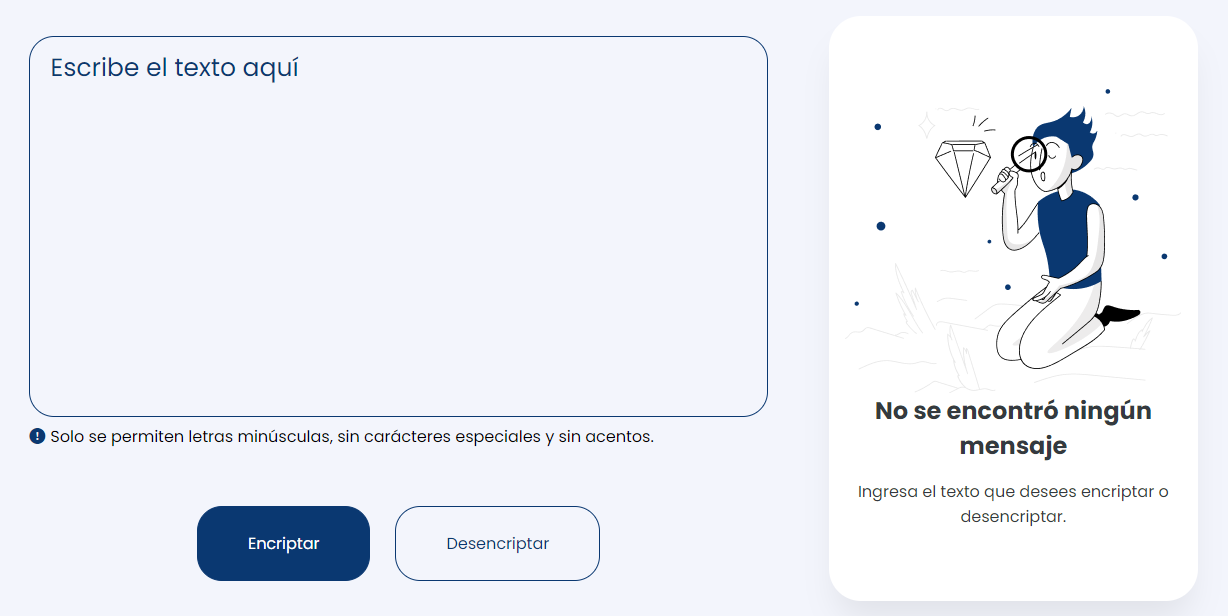 Escribe el texto aquí
! Solo se permiten letras minúsculas, sin carácteres especiales y sin acentos.
Encriptar
Desencriptar
No se encontró ningún
mensaje
Ingresa el texto que desees encriptar o
desencriptar.